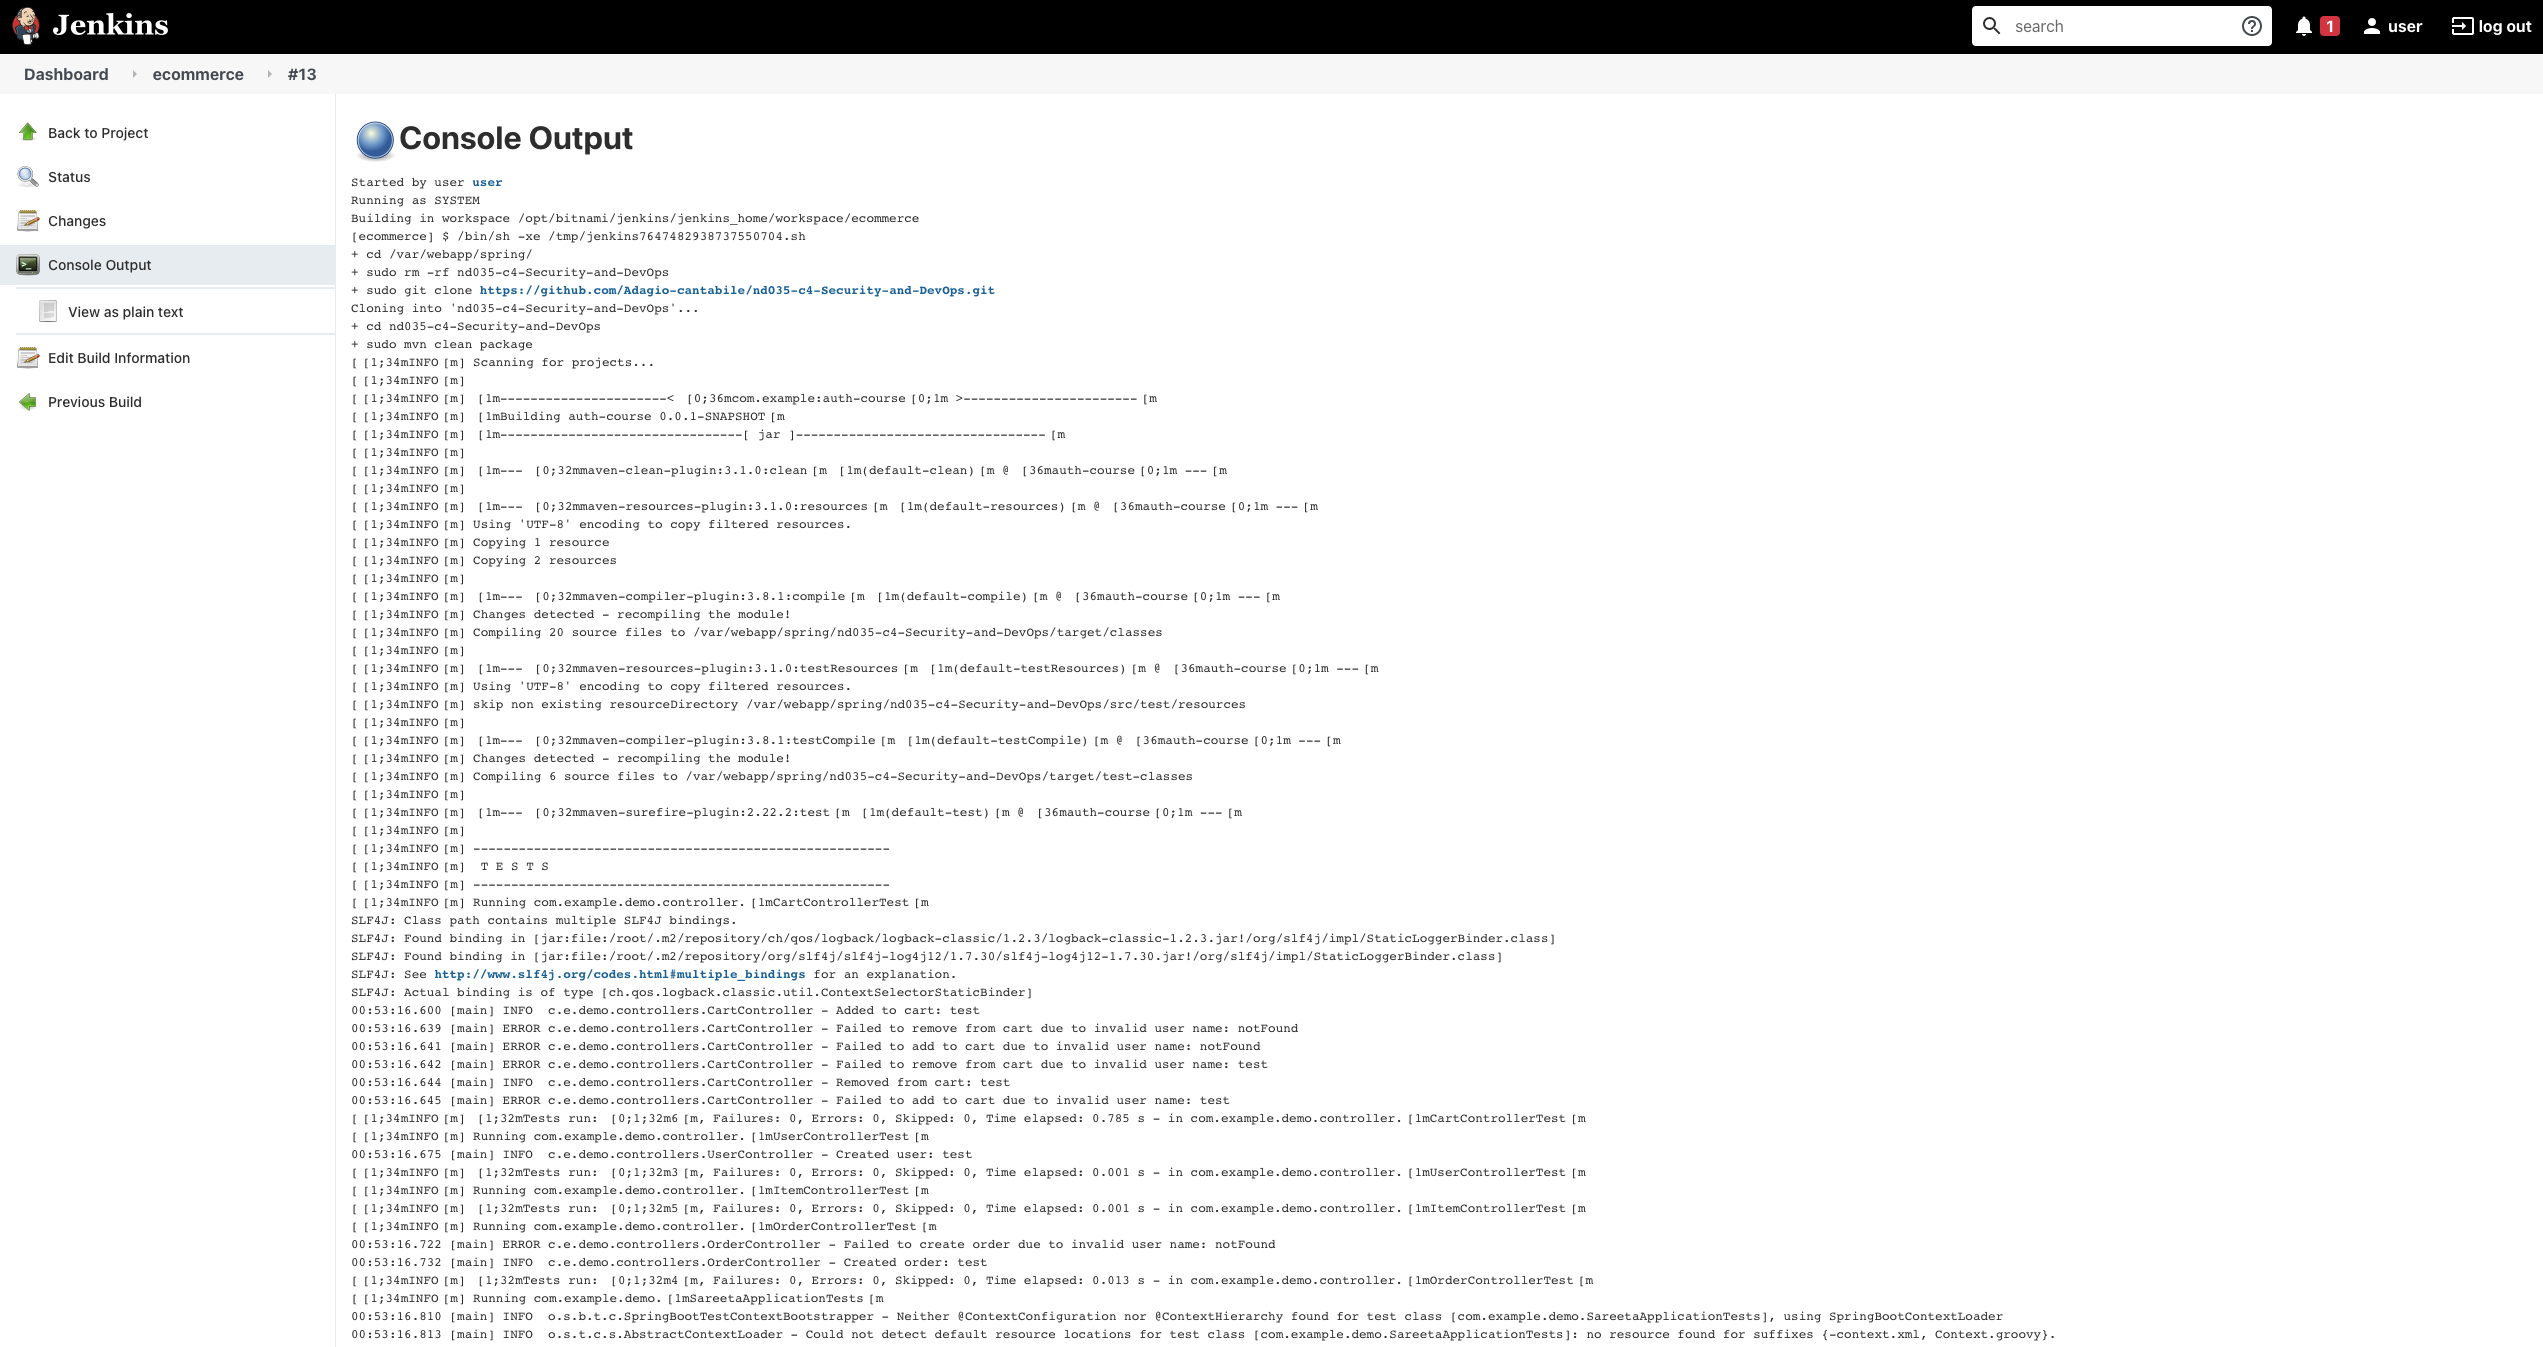 Jenkins
search
1
user
log out
Dashboard
ecommerce
#13
Back to Project
Status
Changes
Console Output
View as plain text
Edit Build Information
Previous Build
Console Output
Started by user user
Running as SYSTEM
Building in workspace /opt/bitnami/jenkins/jenkins_home/workspace/ecommerce
[ecommerce] $ /bin/sh -xe /tmp/jenkins7647482938737550704.sh
+ cd /var/webapp/spring/
+ sudo rm -rf nd035-c4-Security-and-DevOps
+ sudo git clone https://github.com/Adagio-cantabile/nd035-c4-Security-and-DevOps.git
Cloning into 'nd035-c4-Security-and-DevOps'...
+ cd nd035-c4-Security-and-DevOps
+ sudo mvn clean package
[ [1;34mINFO [m] Scanning for projects...
[ [1;34mINFO [m]
[ [1;34mINFO [m]  [1m----------------------<  [0;36mcom.example:auth-course [0;1m >----------------------- [m
[ [1;34mINFO [m]  [1mBuilding auth-course 0.0.1-SNAPSHOT [m
[ [1;34mINFO [m]  [1m--------------------------------[ jar ]--------------------------------- [m
[ [1;34mINFO [m]
[ [1;34mINFO [m]  [1m---  [0;32mmaven-clean-plugin:3.1.0:clean [m  [1m(default-clean) [m @  [36mauth-course [0;1m --- [m
[ [1;34mINFO [m]
[ [1;34mINFO [m]  [1m---  [0;32mmaven-resources-plugin:3.1.0:resources [m  [1m(default-resources) [m @  [36mauth-course [0;1m --- [m
[ [1;34mINFO [m] Using 'UTF-8' encoding to copy filtered resources.
[ [1;34mINFO [m] Copying 1 resource
[ [1;34mINFO [m] Copying 2 resources
[ [1;34mINFO [m]
[ [1;34mINFO [m]  [1m---  [0;32mmaven-compiler-plugin:3.8.1:compile [m  [1m(default-compile) [m @  [36mauth-course [0;1m --- [m
[ [1;34mINFO [m] Changes detected - recompiling the module!
[ [1;34mINFO [m] Compiling 20 source files to /var/webapp/spring/nd035-c4-Security-and-DevOps/target/classes
[ [1;34mINFO [m]
[ [1;34mINFO [m]  [1m---  [0;32mmaven-resources-plugin:3.1.0:testResources [m  [1m(default-testResources) [m @  [36mauth-course [0;1m --- [m
[ [1;34mINFO [m] Using 'UTF-8' encoding to copy filtered resources.
[ [1;34mINFO [m] skip non existing resourceDirectory /var/webapp/spring/nd035-c4-Security-and-DevOps/src/test/resources
[ [1;34mINFO [m]
[ [1;34mINFO [m]  [1m---  [0;32mmaven-compiler-plugin:3.8.1:testCompile [m  [1m(default-testCompile) [m @  [36mauth-course [0;1m --- [m
[ [1;34mINFO [m] Changes detected - recompiling the module!
[ [1;34mINFO [m] Compiling 6 source files to /var/webapp/spring/nd035-c4-Security-and-DevOps/target/test-classes
[ [1;34mINFO [m]
[ [1;34mINFO [m]  [1m---  [0;32mmaven-surefire-plugin:2.22.2:test [m  [1m(default-test) [m @  [36mauth-course [0;1m --- [m
[ [1;34mINFO [m]
[ [1;34mINFO [m] -------------------------------------------------------
[ [1;34mINFO [m]  T E S T S
[ [1;34mINFO [m] -------------------------------------------------------
[ [1;34mINFO [m] Running com.example.demo.controller. [1mCartControllerTest [m
SLF4J: Class path contains multiple SLF4J bindings.
SLF4J: Found binding in [jar:file:/root/.m2/repository/ch/qos/logback/logback-classic/1.2.3/logback-classic-1.2.3.jar!/org/slf4j/impl/StaticLoggerBinder.class]
SLF4J: Found binding in [jar:file:/root/.m2/repository/org/slf4j/slf4j-log4j12/1.7.30/slf4j-log4j12-1.7.30.jar!/org/slf4j/impl/StaticLoggerBinder.class]
SLF4J: See http://www.slf4j.org/codes.html#multiple_bindings for an explanation.
SLF4J: Actual binding is of type [ch.qos.logback.classic.util.ContextSelectorStaticBinder]
00:53:16.600 [main] INFO  c.e.demo.controllers.CartController - Added to cart: test
00:53:16.639 [main] ERROR c.e.demo.controllers.CartController - Failed to remove from cart due to invalid user name: notFound
00:53:16.641 [main] ERROR c.e.demo.controllers.CartController - Failed to add to cart due to invalid user name: notFound
00:53:16.642 [main] ERROR c.e.demo.controllers.CartController - Failed to remove from cart due to invalid user name: test
00:53:16.644 [main] INFO  c.e.demo.controllers.CartController - Removed from cart: test
00:53:16.645 [main] ERROR c.e.demo.controllers.CartController - Failed to add to cart due to invalid user name: test
[ [1;34mINFO [m]  [1;32mTests run:  [0;1;32m6 [m, Failures: 0, Errors: 0, Skipped: 0, Time elapsed: 0.785 s - in com.example.demo.controller. [1mCartControllerTest [m
[ [1;34mINFO [m] Running com.example.demo.controller. [1mUserControllerTest [m
00:53:16.675 [main] INFO  c.e.demo.controllers.UserController - Created user: test
[ [1;34mINFO [m]  [1;32mTests run:  [0;1;32m3 [m, Failures: 0, Errors: 0, Skipped: 0, Time elapsed: 0.001 s - in com.example.demo.controller. [1mUserControllerTest [m
[ [1;34mINFO [m] Running com.example.demo.controller. [1mItemControllerTest [m
[ [1;34mINFO [m]  [1;32mTests run:  [0;1;32m5 [m, Failures: 0, Errors: 0, Skipped: 0, Time elapsed: 0.001 s - in com.example.demo.controller. [1mItemControllerTest [m
[ [1;34mINFO [m] Running com.example.demo.controller. [1mOrderControllerTest [m
00:53:16.722 [main] ERROR c.e.demo.controllers.OrderController - Failed to create order due to invalid user name: notFound
00:53:16.732 [main] INFO  c.e.demo.controllers.OrderController - Created order: test
[ [1;34mINFO [m]  [1;32mTests run:  [0;1;32m4 [m, Failures: 0, Errors: 0, Skipped: 0, Time elapsed: 0.013 s - in com.example.demo.controller. [1mOrderControllerTest [m
[ [1;34mINFO [m] Running com.example.demo. [1mSareetaApplicationTests [m
00:53:16.810 [main] INFO  o.s.b.t.c.SpringBootTestContextBootstrapper - Neither @ContextConfiguration nor @ContextHierarchy found for test class [com.example.demo.SareetaApplicationTests], using SpringBootContextLoader
00:53:16.813 [main] INFO  o.s.t.c.s.AbstractContextLoader - Could not detect default resource locations for test class [com.example.demo.SareetaApplicationTests]: no resource found for suffixes {-context.xml, Context.groovy}.